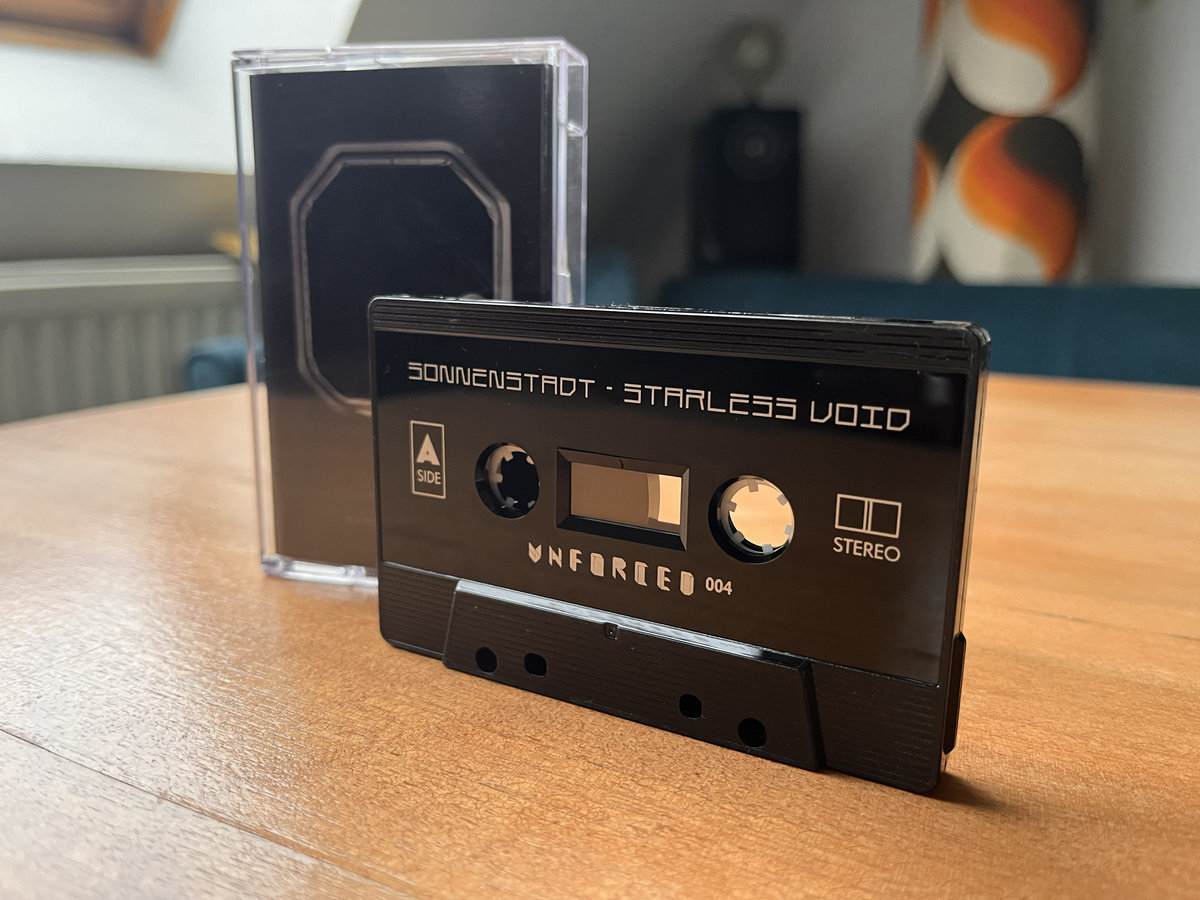 SONNENSTADT - STARLESS VOID
A
SIDE
STEREO
UNFORCED 004